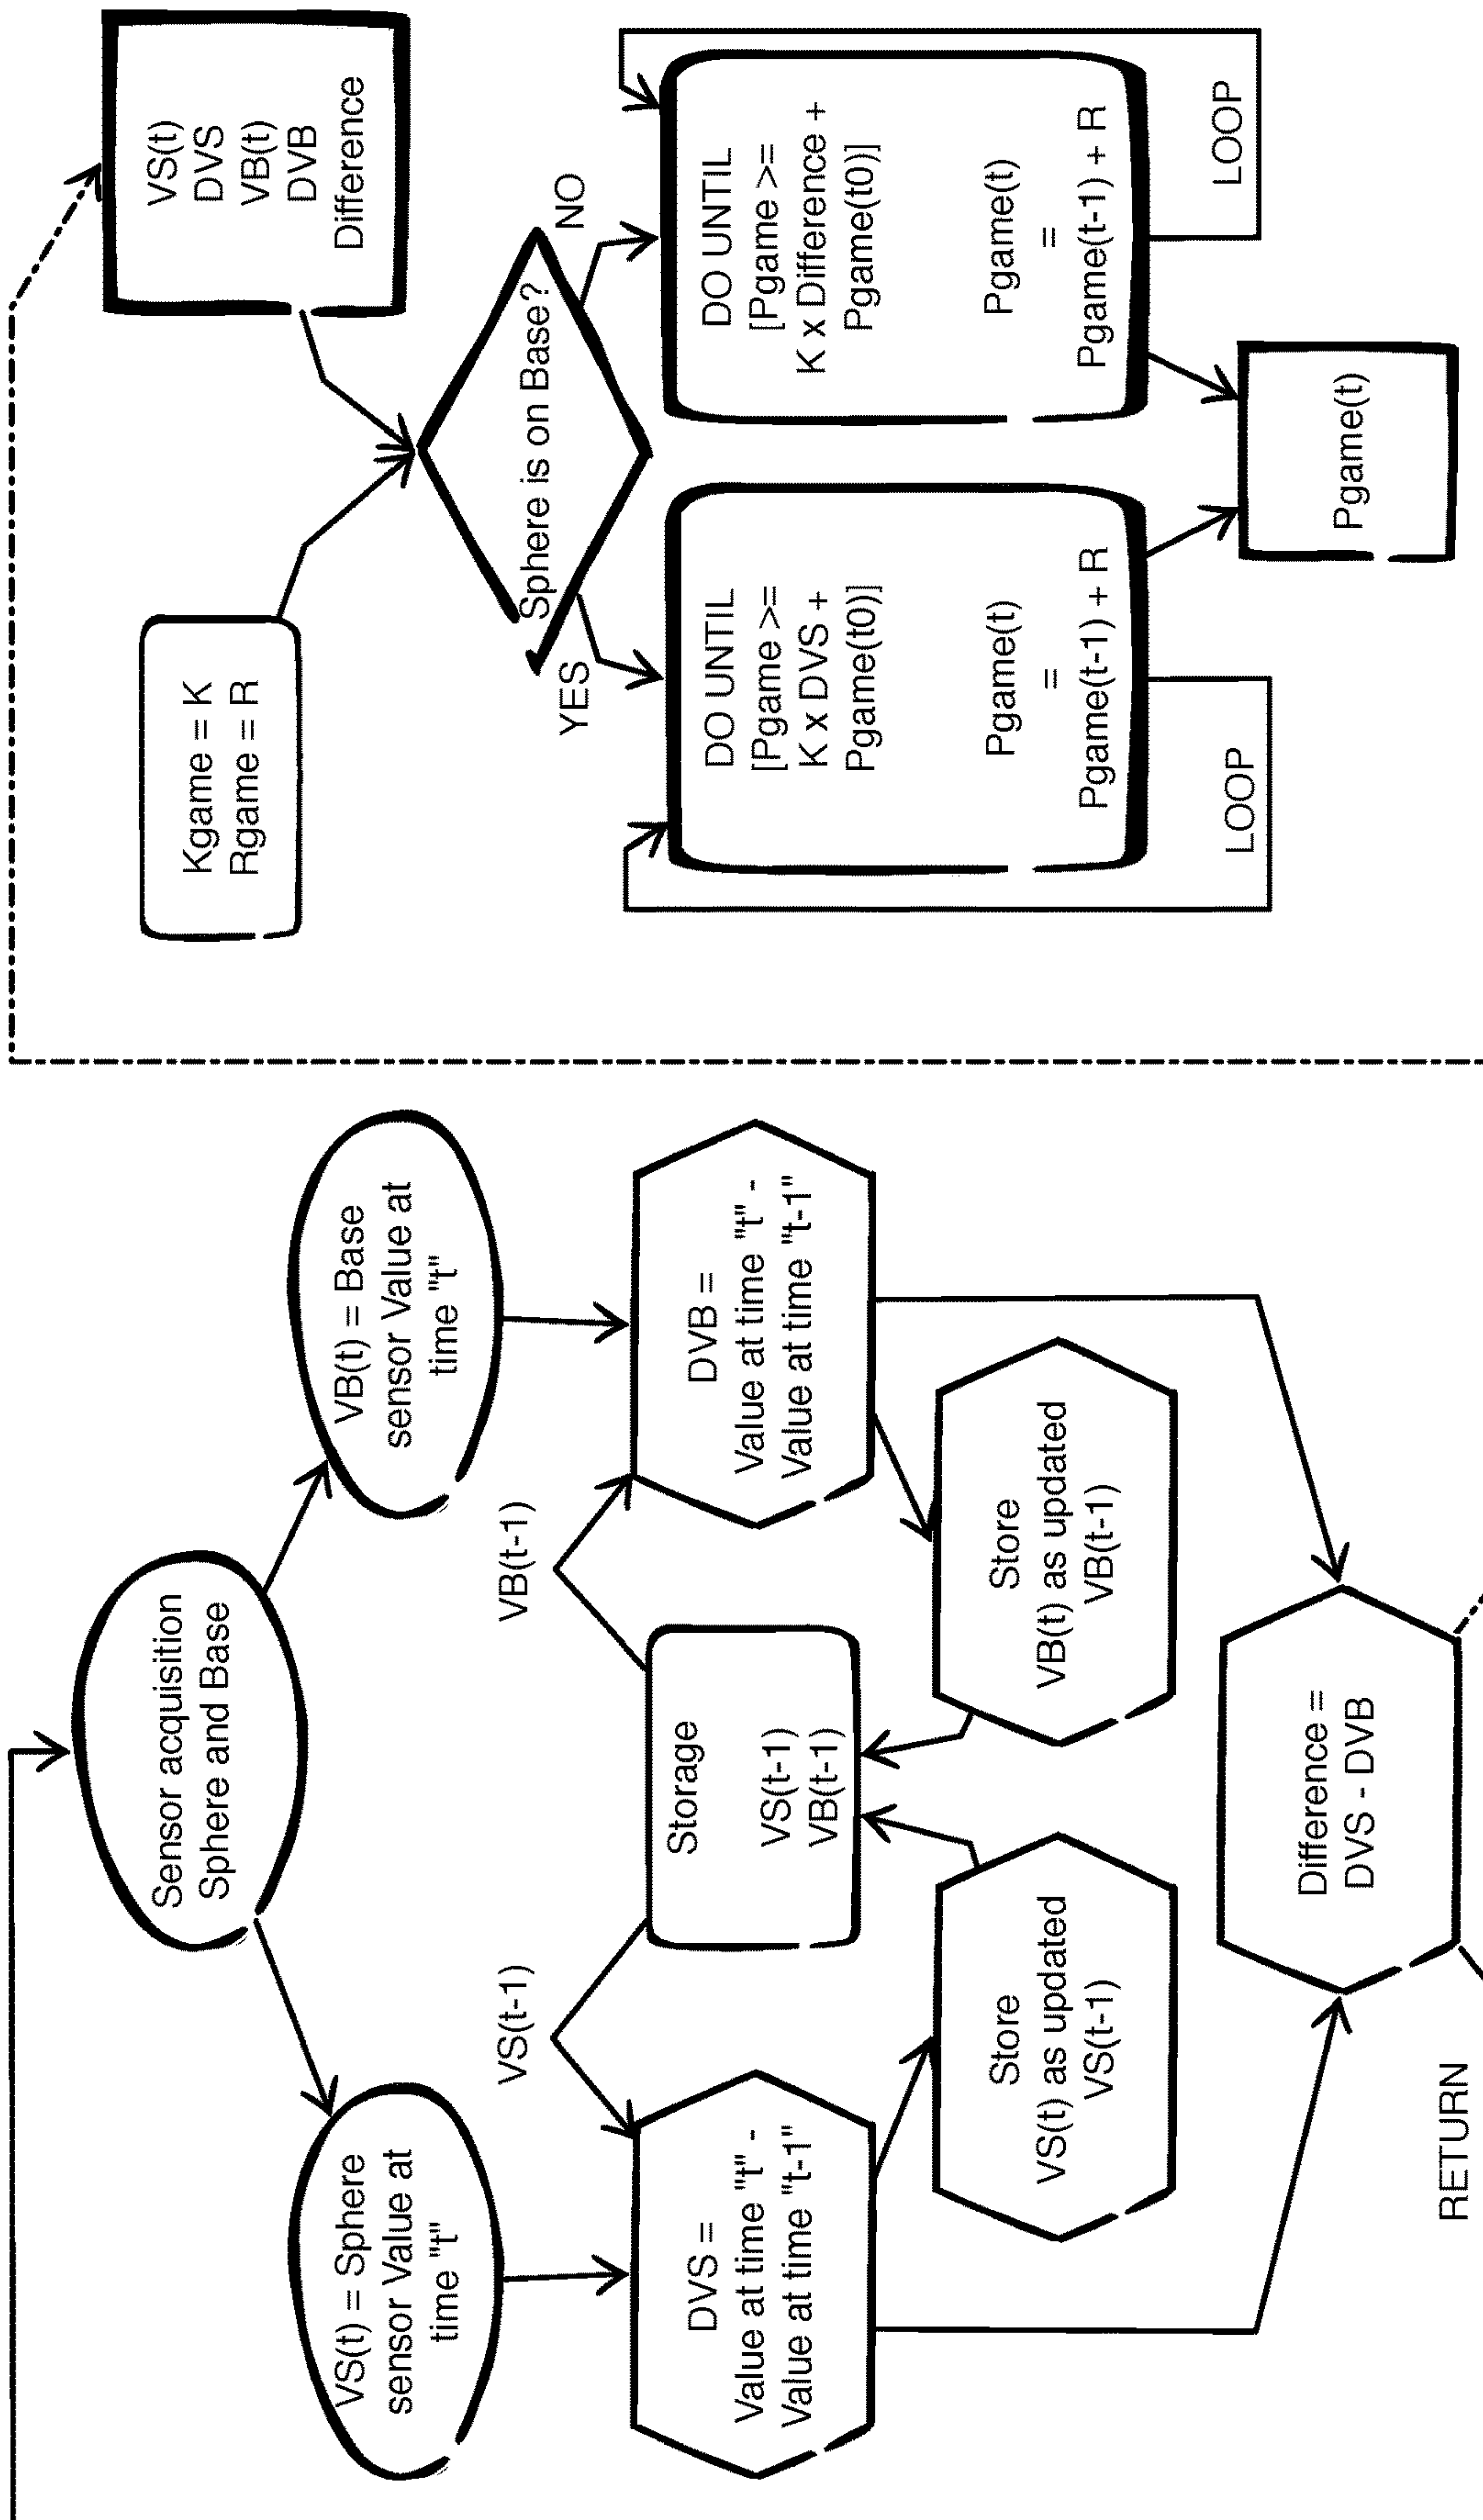 Sensor acquisition
Sphere and Base
VS(t) = Sphere
sensor Value at
time "t"
VB(t) = Base
sensor Value at
time "t"
VS(t-1)
VB(t-1)
DVS =
Value at time "t" -
Value at time "t-1"
Storage
VS(t-1)
VB(t-1)
DVB =
Value at time "t" -
Value at time "t-1"
Store
VS(t) as updated
VS(t-1)
Store
VB(t) as updated
VB(t-1)
Difference =
DVS - DVB
RETURN
Kgame = K
Rgame = R
VS(t)
DVS
VB(t)
DVB
Difference
Sphere is on Base?
YES
NO
DO UNTIL
[Pgame >=
K x DVS +
Pgame(t0)]
Pgame(t)
=
Pgame(t-1) + R
LOOP
DO UNTIL
[Pgame >=
K x Difference +
Pgame(t0)]
Pgame(t)
=
Pgame(t-1) + R
LOOP
Pgame(t)